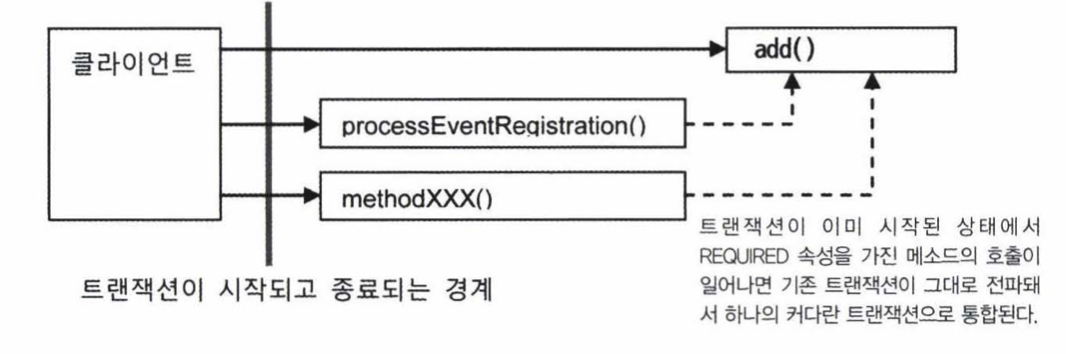 클라이언트
add()
processEventRegistration()
methodXXX()
트랜잭션이 시작되고 종료되는 경계
트랜잭션이 이미 시작된 상태에서
REQUIRED 속성을 가진 메소드의 호출이
일어나면 기존 트랜잭션이 그대로 전파돼
서 하나의 커다란 트랜잭션으로 통합된다.